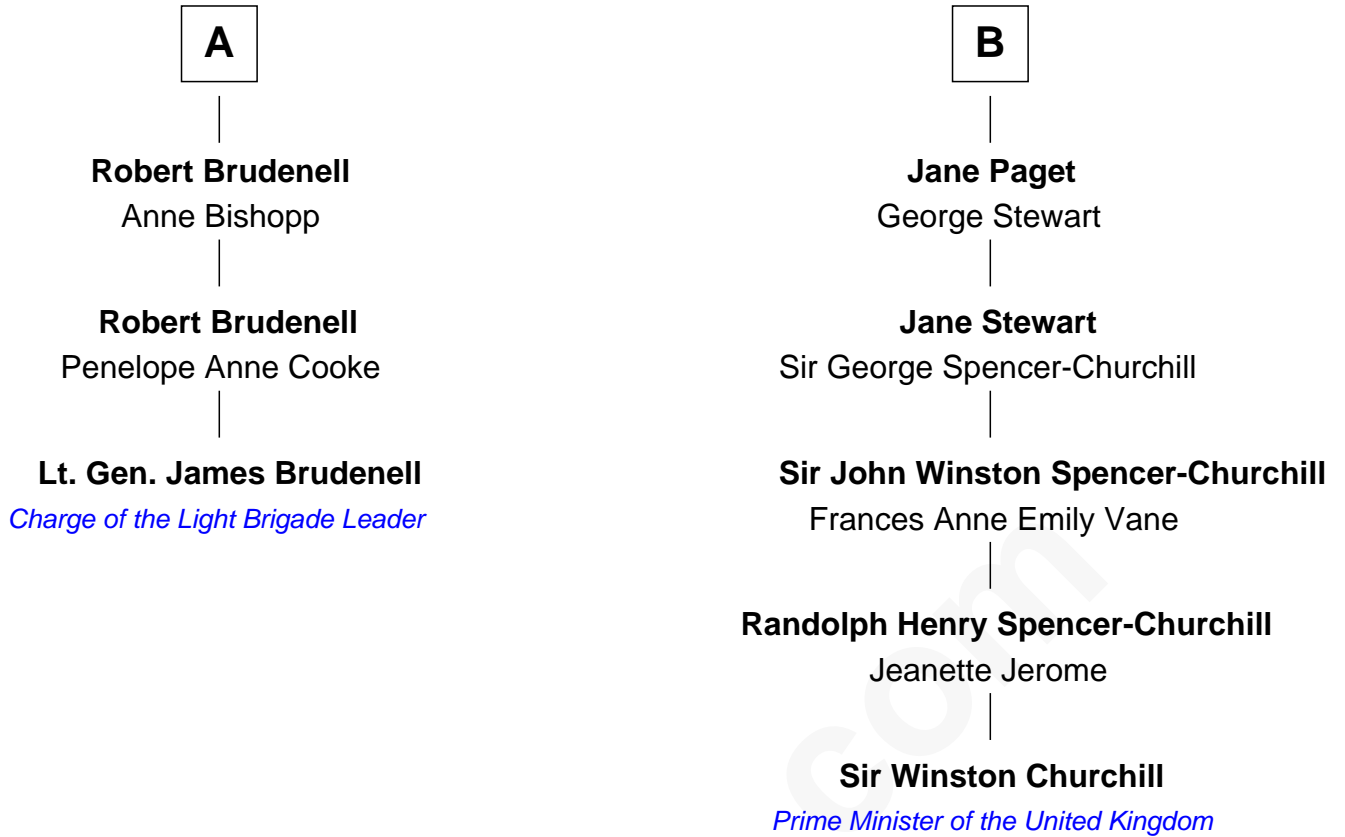 A
Robert Brudenell
Anne Bishopp
Robert Brudenell
Penelope Anne Cooke
Lt. Gen. James Brudenell
Charge of the Light Brigade Leader
B
Jane Paget
George Stewart
Jane Stewart
Sir George Spencer-Churchill
Sir John Winston Spencer-Churchill
Frances Anne Emily Vane
Randolph Henry Spencer-Churchill
Jeanette Jerome
Sir Winston Churchill
Prime Minister of the United Kingdom
com